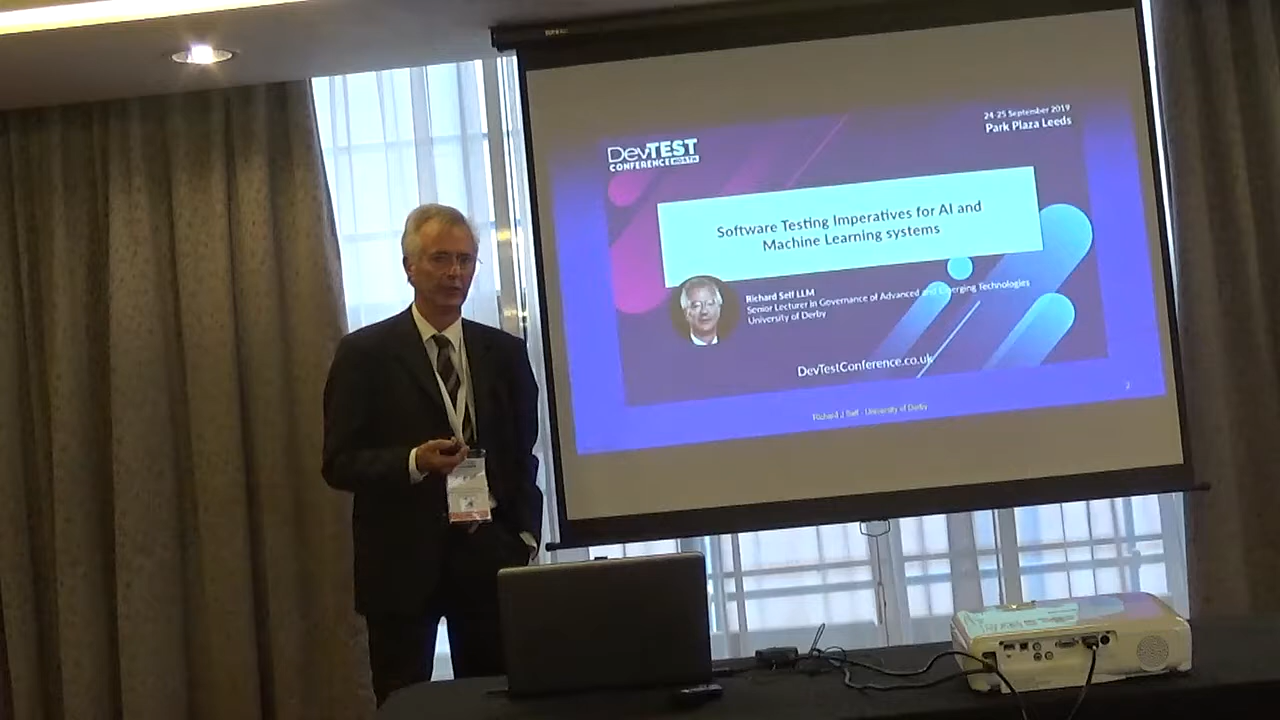 24-25 September 2019
Park Plaza Leeds
DevTEST
CONFERENCE NORTH
Software Testing Imperatives for AI and
Machine Learning systems
Richard Self LLM
Senior Lecturer in Governance of Advanced and Emerging Technologies
University of Derby
DevTestConference.co.uk
2
Richard J Self - University of Derby